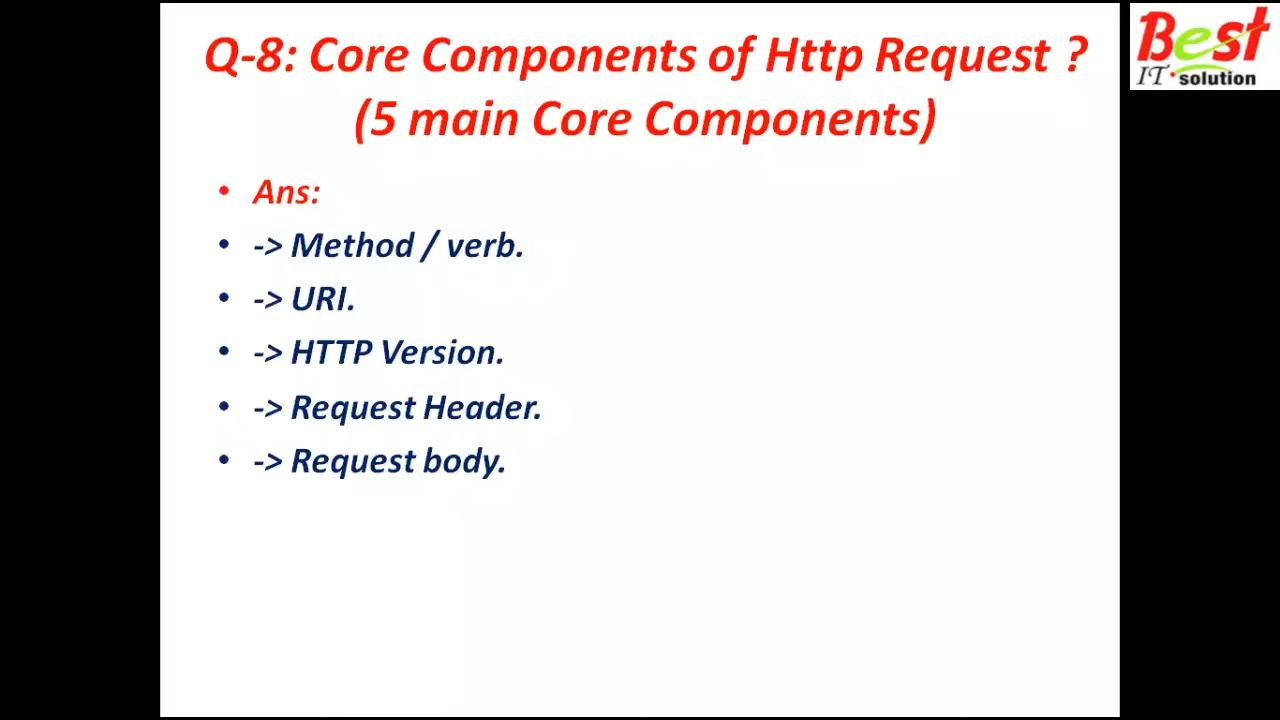 Q-8: Core Components of Http Request ?
(5 main Core Components)
• Ans:
• -> Method / verb.
• -> URI.
• -> HTTP Version.
• -> Request Header.
• -> Request body.
Best
IT solution